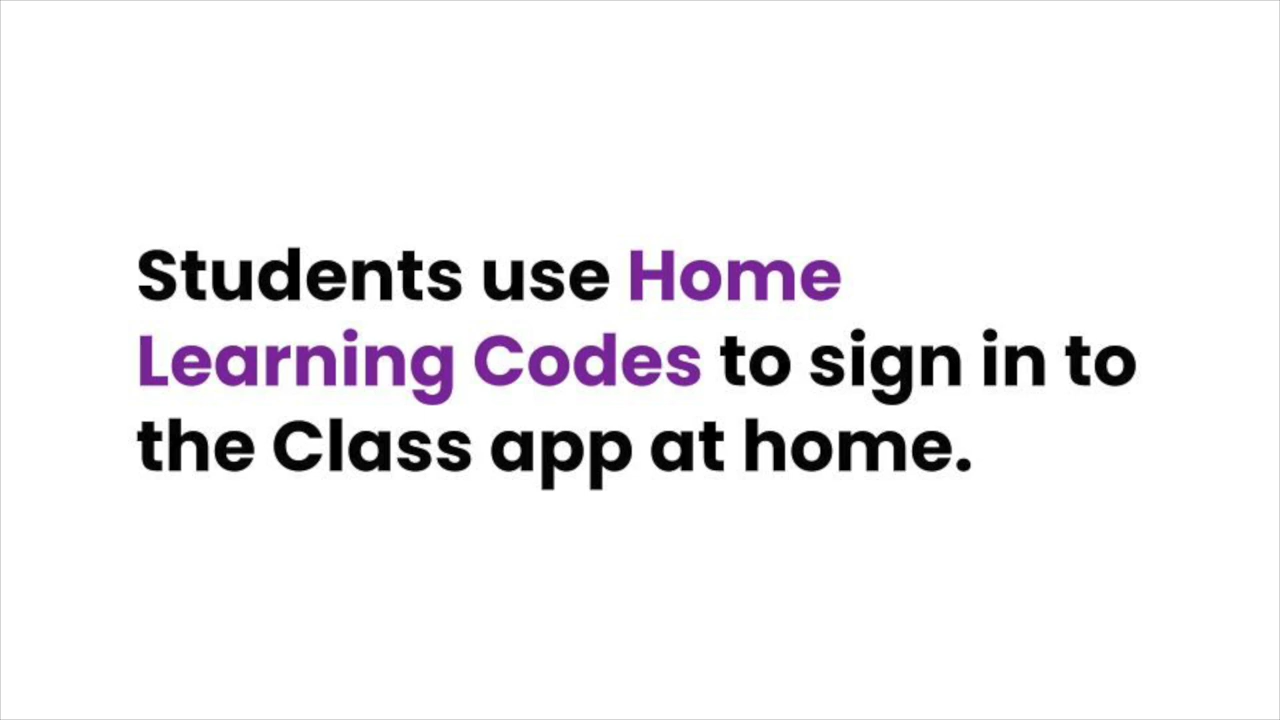 Students use Home
Learning Codes to sign in to
the Class app at home.